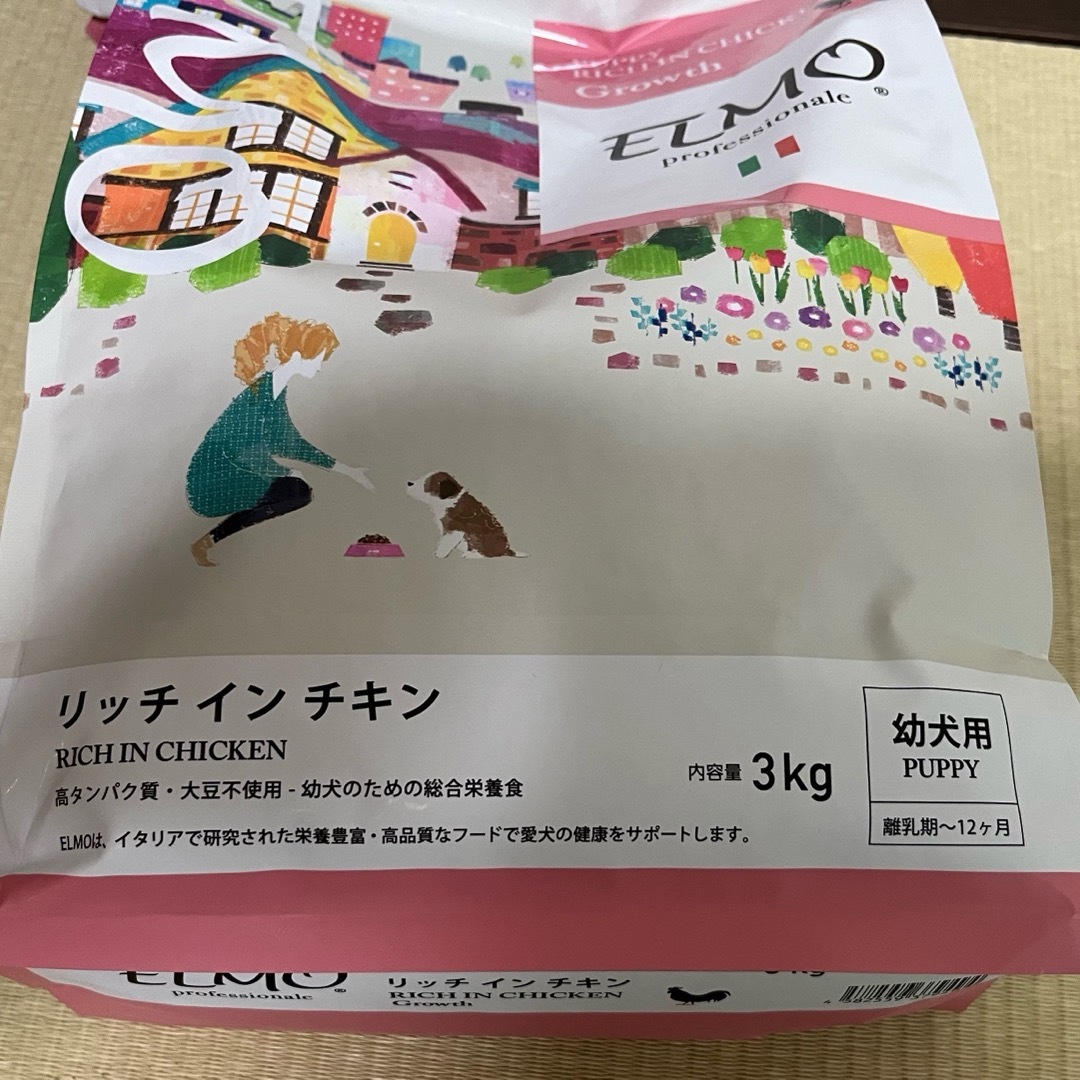 PUPPY
RICH IN CHICKEN
Growth
ELMO
professionale ®
リッチ イン チキン
RICH IN CHICKEN
高タンパク質・大豆不使用 - 幼犬のための総合栄養食
ELMOは、イタリアで研究された栄養豊富・高品質なフードで愛犬の健康をサポートします。
内容量 3kg
幼犬用
PUPPY
離乳期〜12ヶ月
ELMO
professionale ®
リッチ イン チキン
RICH IN CHICKEN
Growth